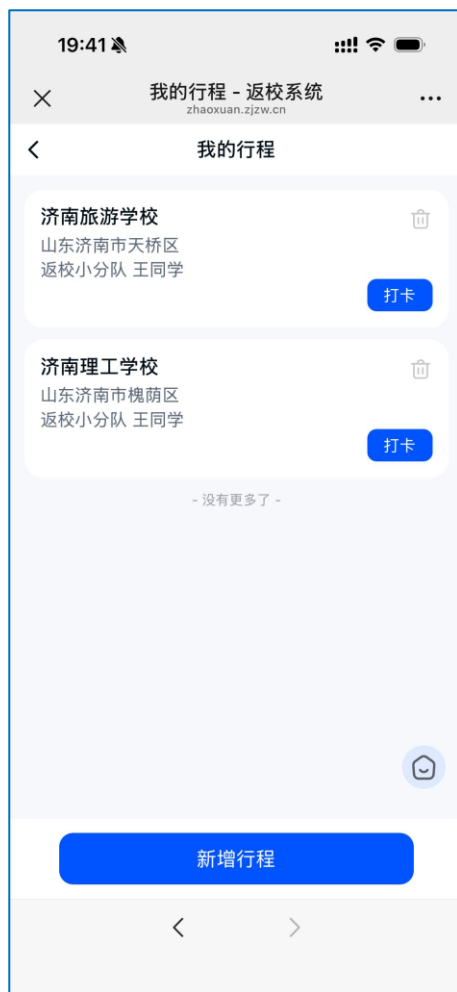 19:41
我的行程 - 返校系统
zhaoxuan.zjzw.cn
我的行程
济南旅游学校
山东济南市天桥区
返校小分队 王同学
打卡
济南理工学校
山东济南市槐荫区
返校小分队 王同学
打卡
- 没有更多了 -
新增行程